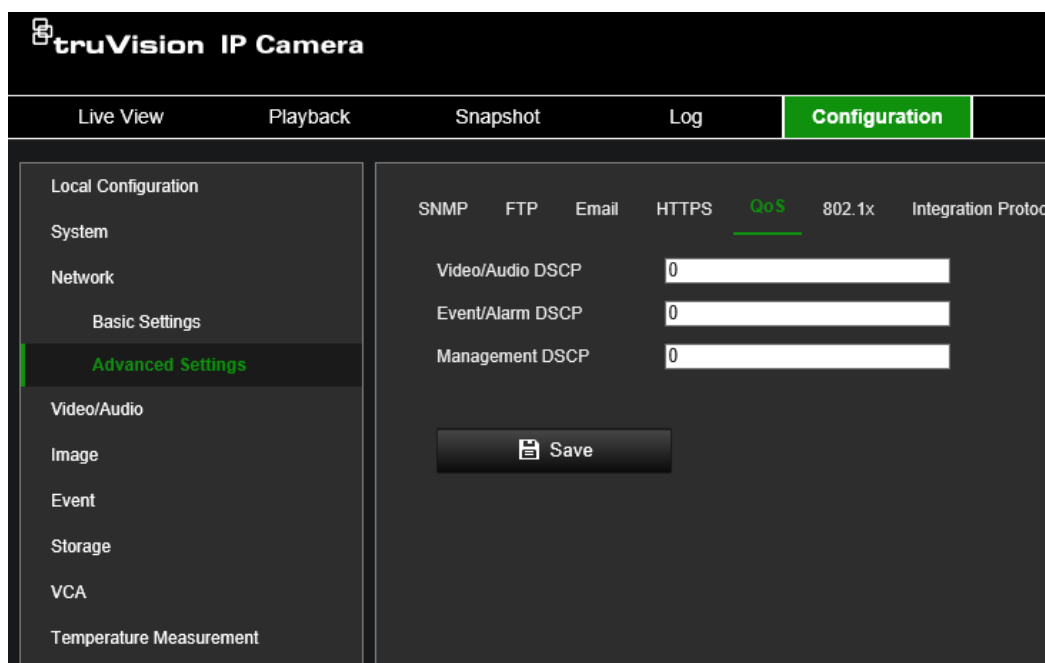 truVision IP Camera
Live View Playback Snapshot Log Configuration
Local Configuration
System
Network
Basic Settings
Advanced Settings
Video/Audio
Image
Event
Storage
VCA
Temperature Measurement
SNMP FTP Email HTTPS QoS 802.1x Integration Protoc
Video/Audio DSCP 0
Event/Alarm DSCP 0
Management DSCP 0
Save